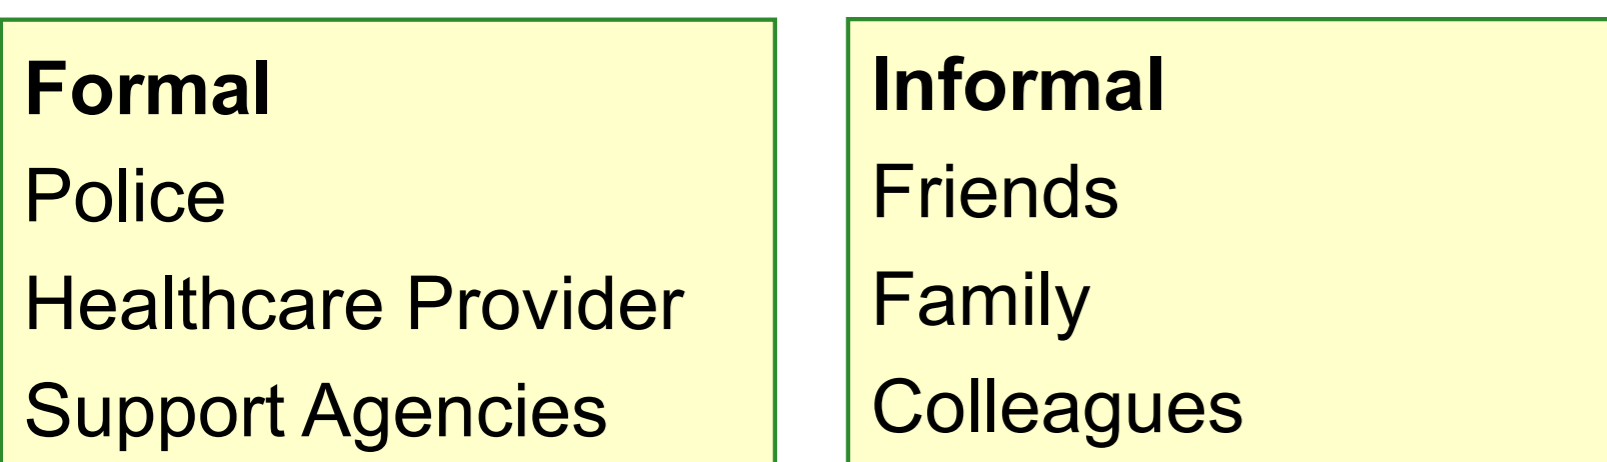 Formal
Police
Healthcare Provider
Support Agencies
Informal
Friends
Family
Colleagues